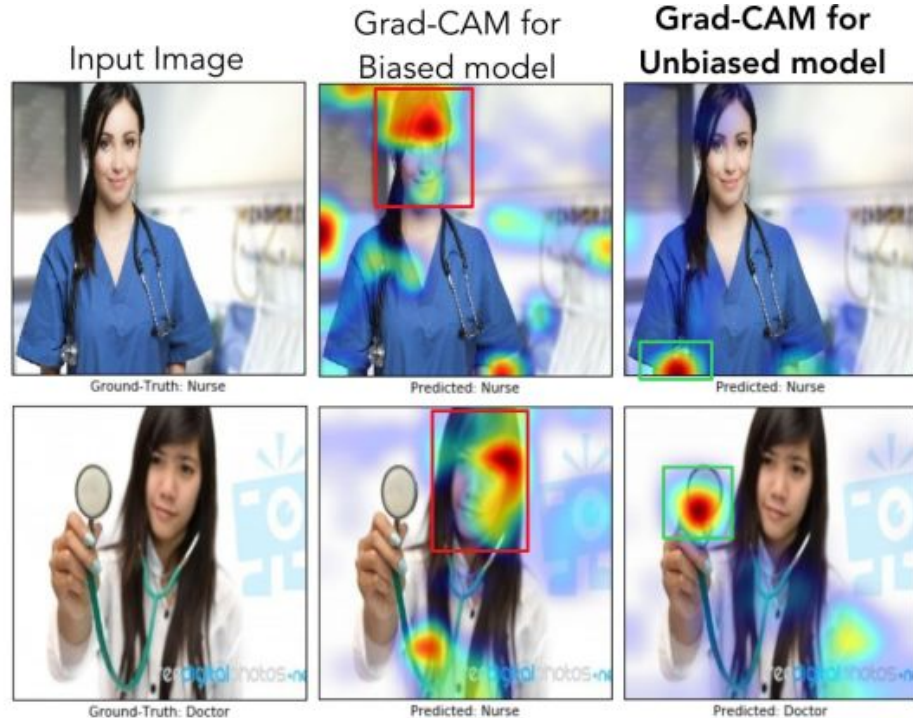 Input Image
Grad-CAM for
Biased model
Grad-CAM for
Unbiased model
Ground-Truth: Nurse
Predicted: Nurse
Predicted: Nurse
Ground-Truth: Doctor
Predicted: Nurse
Predicted: Doctor